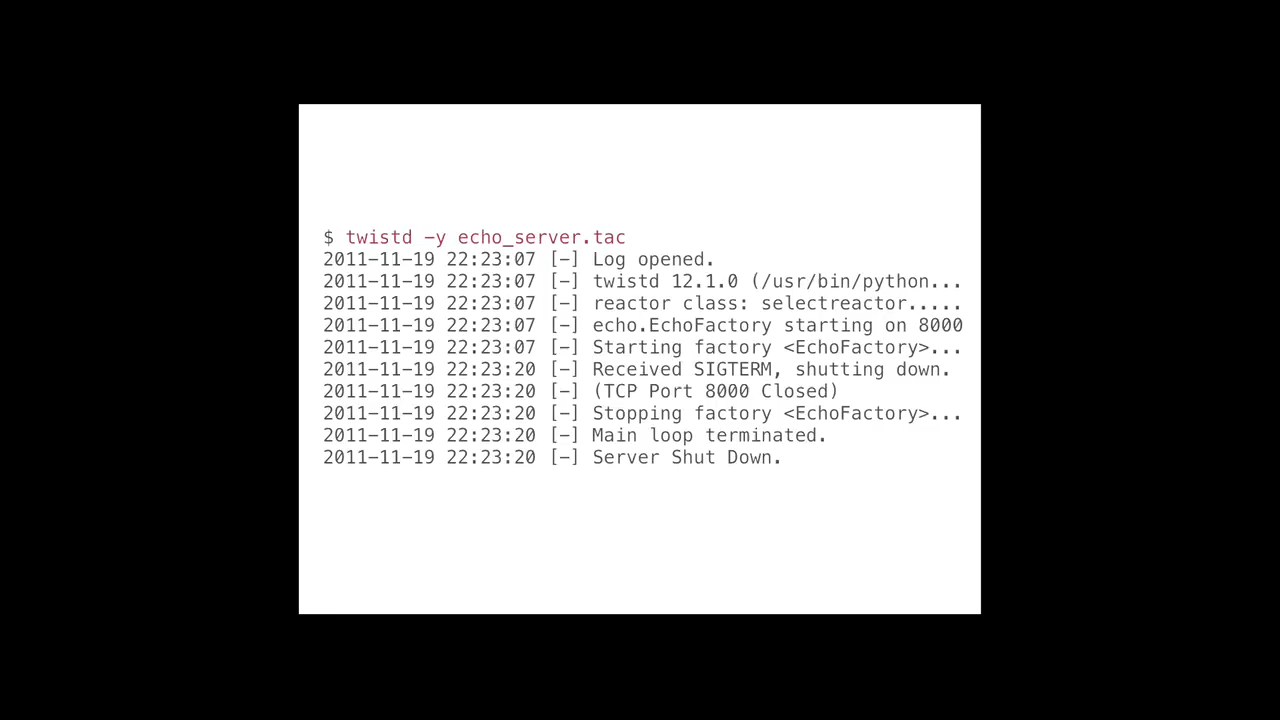 $ twistd -y echo_server.tac
2011-11-19 22:23:07 [-] Log opened.
2011-11-19 22:23:07 [-] twistd 12.1.0 (/usr/bin/python...
2011-11-19 22:23:07 [-] reactor class: selectreactor.....
2011-11-19 22:23:07 [-] echo.EchoFactory starting on 8000
2011-11-19 22:23:07 [-] Starting factory <EchoFactory>...
2011-11-19 22:23:20 [-] Received SIGTERM, shutting down.
2011-11-19 22:23:20 [-] (TCP Port 8000 Closed)
2011-11-19 22:23:20 [-] Stopping factory <EchoFactory>...
2011-11-19 22:23:20 [-] Main loop terminated.
2011-11-19 22:23:20 [-] Server Shut Down.